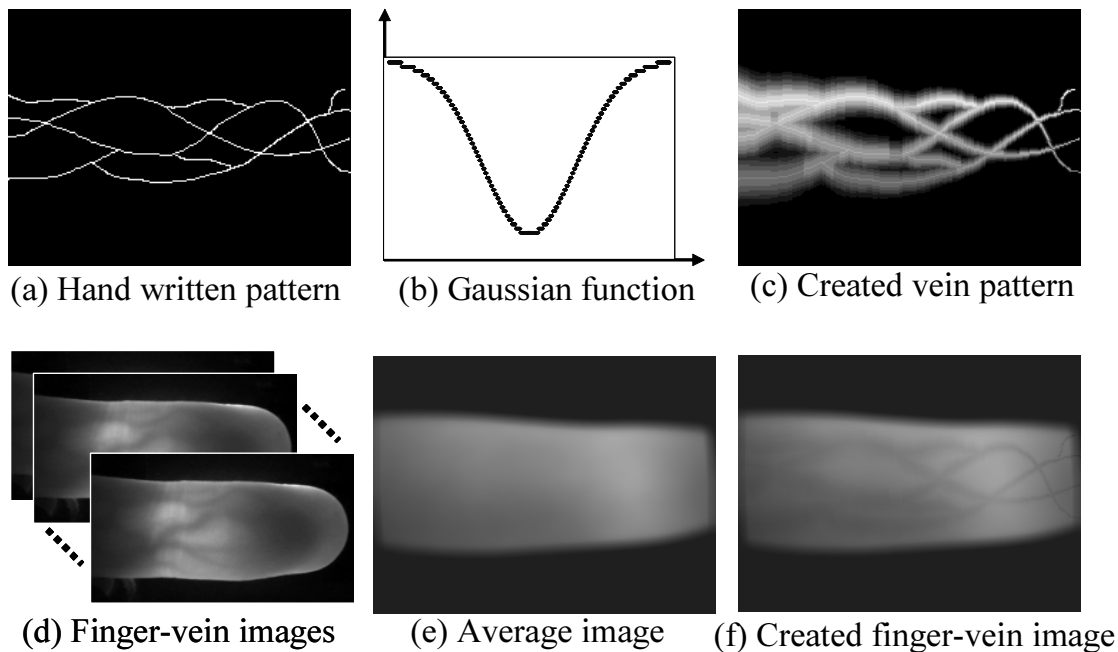 (a) Hand written pattern
(b) Gaussian function
(c) Created vein pattern
(d) Finger-vein images
(e) Average image
(f) Created finger-vein image